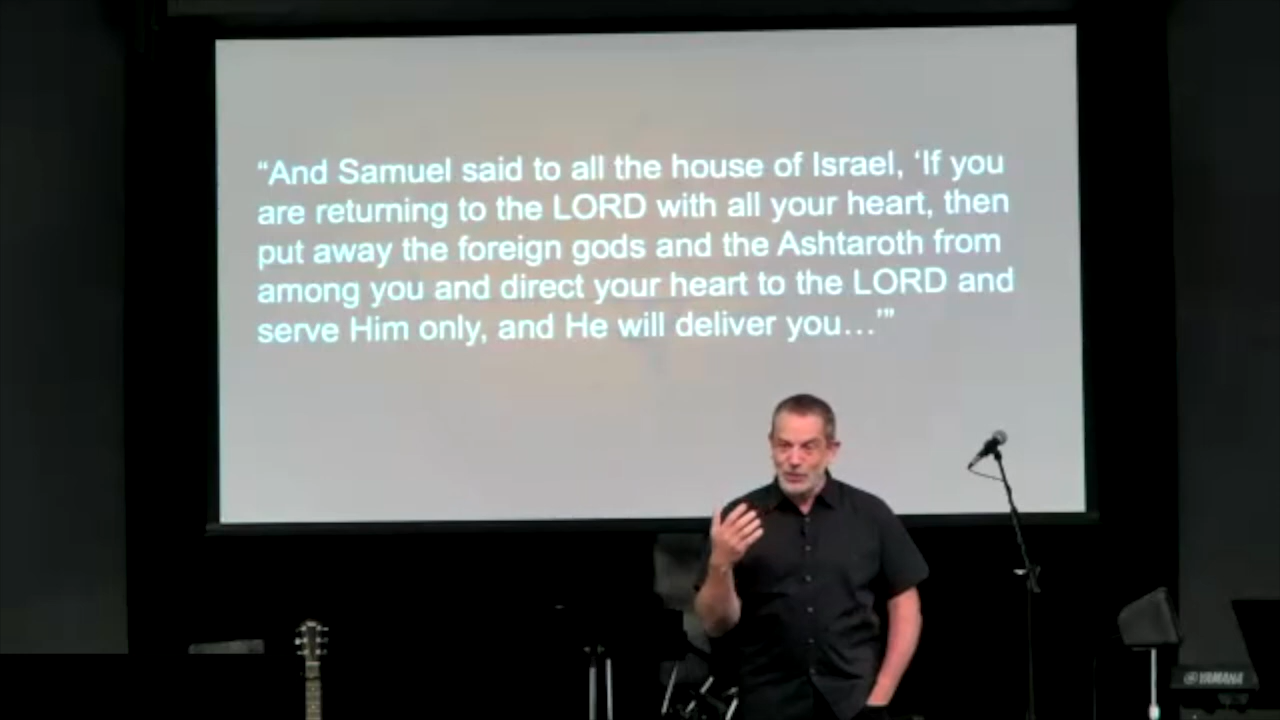 “And Samuel said to all the house of Israel, ‘If you
are returning to the LORD with all your heart, then
put away the foreign gods and the Ashtaroth from
among you and direct your heart to the LORD and
serve Him only, and He will deliver you…’”
YAMAHA